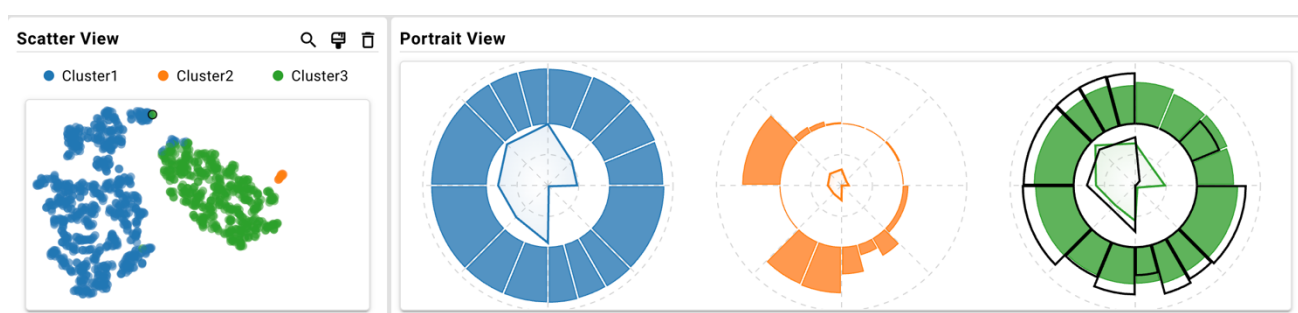 Scatter View
Cluster1 Cluster2 Cluster3
Portrait View